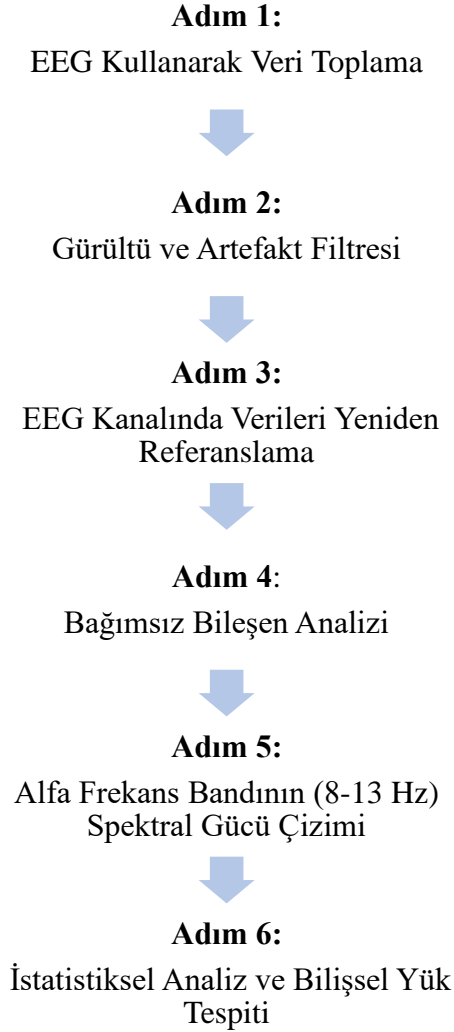 Adım 1:
EEG Kullanarak Veri Toplama
Adım 2:
Gürültü ve Artefakt Filtresi
Adım 3:
EEG Kanalında Verileri Yeniden
Referanslama
Adım 4:
Bağımsız Bileşen Analizi
Adım 5:
Alfa Frekans Bandının (8-13 Hz)
Spektral Gücü Çizimi
Adım 6:
İstatistiksel Analiz ve Bilişsel Yük
Tespiti